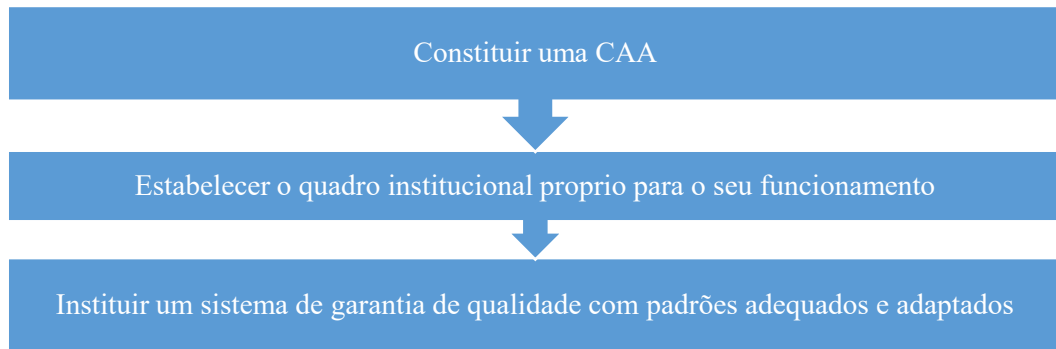 Constituir uma CAA
Estabelecer o quadro institucional proprio para o seu funcionamento
Instituir um sistema de garantia de qualidade com padrões adequados e adaptados